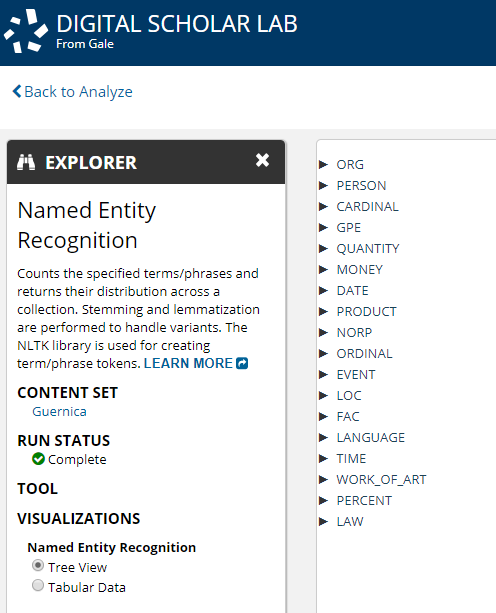 DIGITAL SCHOLAR LAB
From Gale
Back to Analyze
EXPLORER
Named Entity
Recognition
Counts the specified terms/phrases and
returns their distribution across a
collection. Stemming and lemmatization
are performed to handle variants. The
NLTK library is used for creating
term/phrase tokens. LEARN MORE
CONTENT SET
Guernica
RUN STATUS
Complete
TOOL
VISUALIZATIONS
Named Entity Recognition
Tree View
Tabular Data
ORG
PERSON
CARDINAL
GPE
QUANTITY
MONEY
DATE
PRODUCT
NORP
ORDINAL
EVENT
LOC
FAC
LANGUAGE
TIME
WORK_OF_ART
PERCENT
LAW